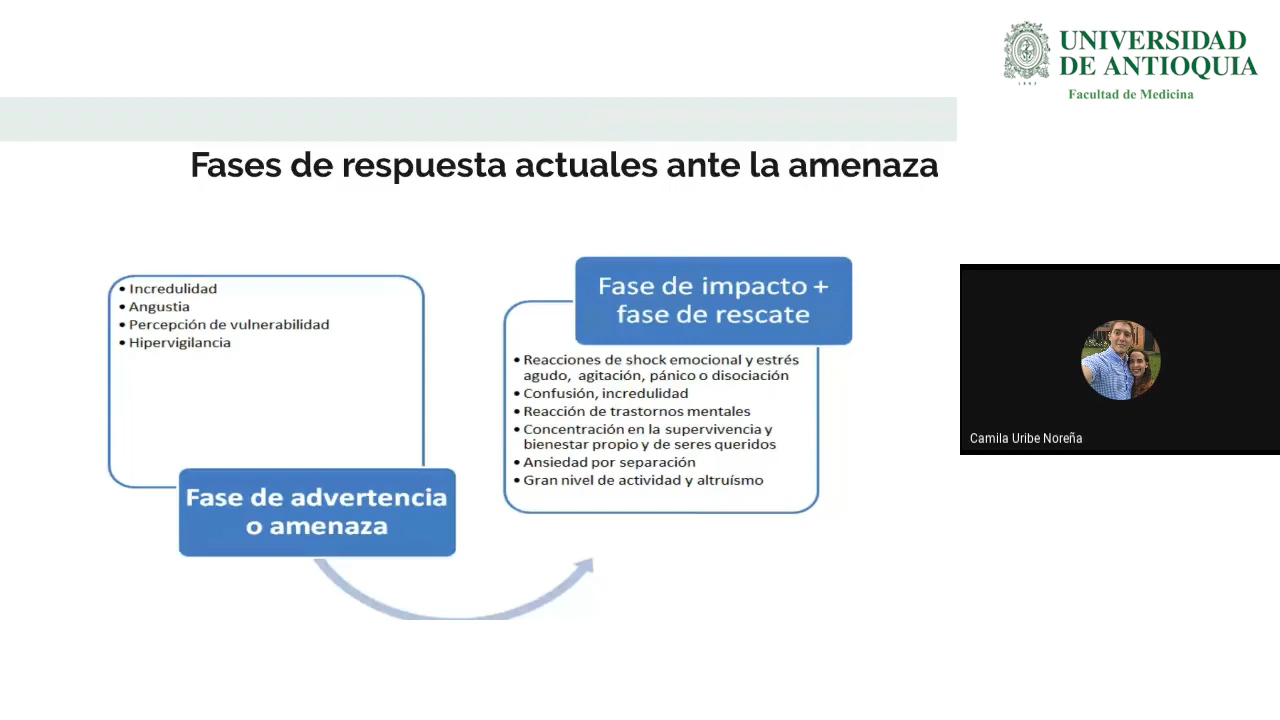 UNIVERSIDAD
DE ANTIOQUIA
1803
Facultad de Medicina
Fases de respuesta actuales ante la amenaza
• Incredulidad
• Angustia
• Percepción de vulnerabilidad
• Hipervigilancia
Fase de advertencia
o amenaza
Fase de impacto +
fase de rescate
• Reacciones de shock emocional y estrés
agudo, agitación, pánico o disociación
• Confusión, incredulidad
• Reacción de trastornos mentales
• Concentración en la supervivencia y
bienestar propio y de seres queridos
• Ansiedad por separación
• Gran nivel de actividad y altruísmo
Camila Uribe Noreña